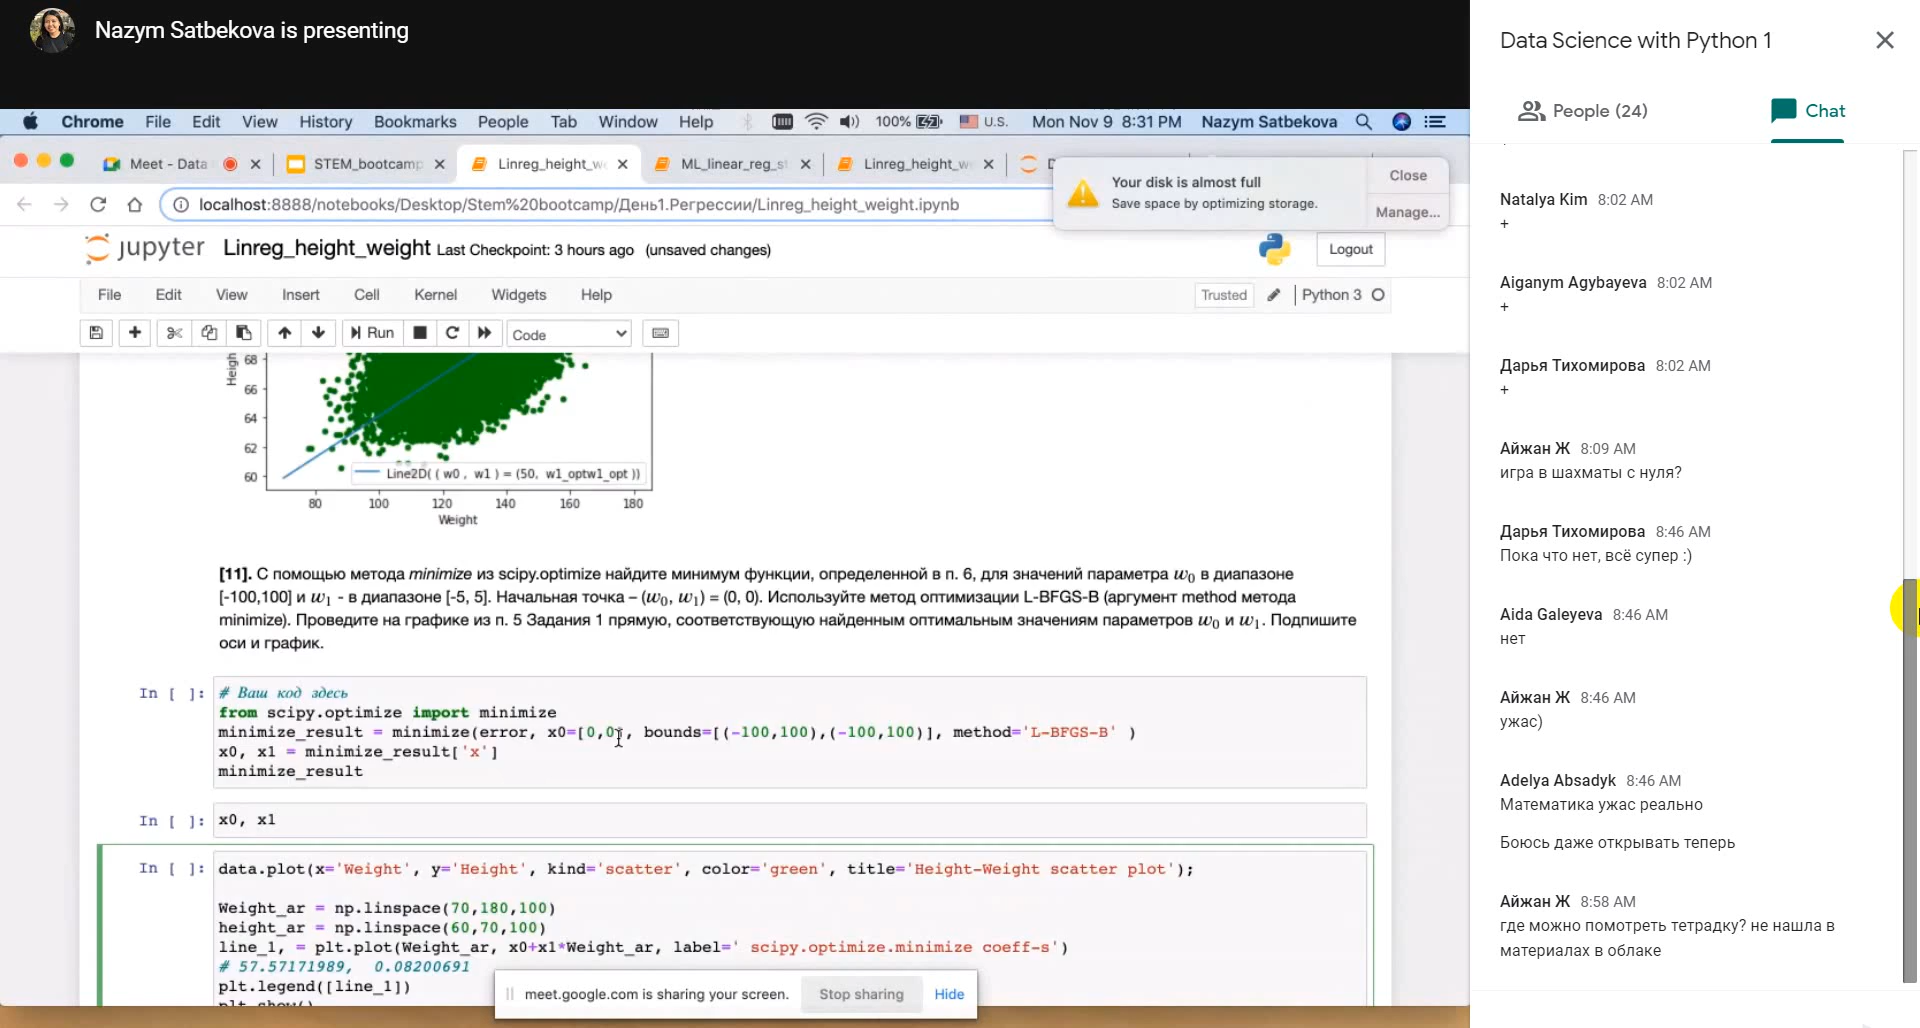 Nazym Satbekova is presenting
Chrome File Edit View History Bookmarks People Tab Window Help 100% U.S. Mon Nov 9 8:31 PM Nazym Satbekova
Meet - Data
STEM_bootcamp
Linreg_height_we
ML_linear_reg_st
Linreg_height_w
Your disk is almost full
Save space by optimizing storage.
Close
Manage...
localhost:8888/notebooks/Desktop/Stem%20bootcamp/День1.Регрессии/Linreg_height_weight.ipynb
jupyter Linreg_height_weight Last Checkpoint: 3 hours ago (unsaved changes)
Logout
File Edit View Insert Cell Kernel Widgets Help
Trusted Python 3
Run Code
Heigh
68
66
64
62
60
Line2D( ( w0 , w1 ) = (50, w1_optw1_opt ))
80 100 120 140 160 180
Weight
[11]. С помощью метода minimize из scipy.optimize найдите минимум функции, определенной в п. 6, для значений параметра w0 в диапазоне
[-100,100] и w1 - в диапазоне [-5, 5]. Начальная точка – (w0, w1) = (0, 0). Используйте метод оптимизации L-BFGS-B (аргумент method метода
minimize). Проведите на графике из п. 5 Задания 1 прямую, соответствующую найденным оптимальным значениям параметров w0 и w1. Подпишите
оси и график.
In [ ]: # Ваш код здесь
from scipy.optimize import minimize
minimize_result = minimize(error, x0=[0,0], bounds=[(-100,100),(-100,100)], method='L-BFGS-B' )
x0, x1 = minimize_result['x']
minimize_result
In [ ]: x0, x1
In [ ]: data.plot(x='Weight', y='Height', kind='scatter', color='green', title='Height-Weight scatter plot');
Weight_ar = np.linspace(70,180,100)
height_ar = np.linspace(60,70,100)
line_1, = plt.plot(Weight_ar, x0+x1*Weight_ar, label=' scipy.optimize.minimize coeff-s')
# 57.57171989, 0.08200691
plt.legend([line_1])
plt.show()
meet.google.com is sharing your screen.
Stop sharing
Hide
Data Science with Python 1
People (24)
Chat
Natalya Kim 8:02 AM
+
Aiganym Agybayeva 8:02 AM
+
Дарья Тихомирова 8:02 AM
+
Айжан Ж 8:09 AM
игра в шахматы с нуля?
Дарья Тихомирова 8:46 AM
Пока что нет, всё супер :)
Aida Galeyeva 8:46 AM
нет
Айжан Ж 8:46 AM
ужас)
Adelya Absadyk 8:46 AM
Математика ужас реально
Боюсь даже открывать теперь
Айжан Ж 8:58 AM
где можно помотреть тетрадку? не нашла в
материалах в облаке